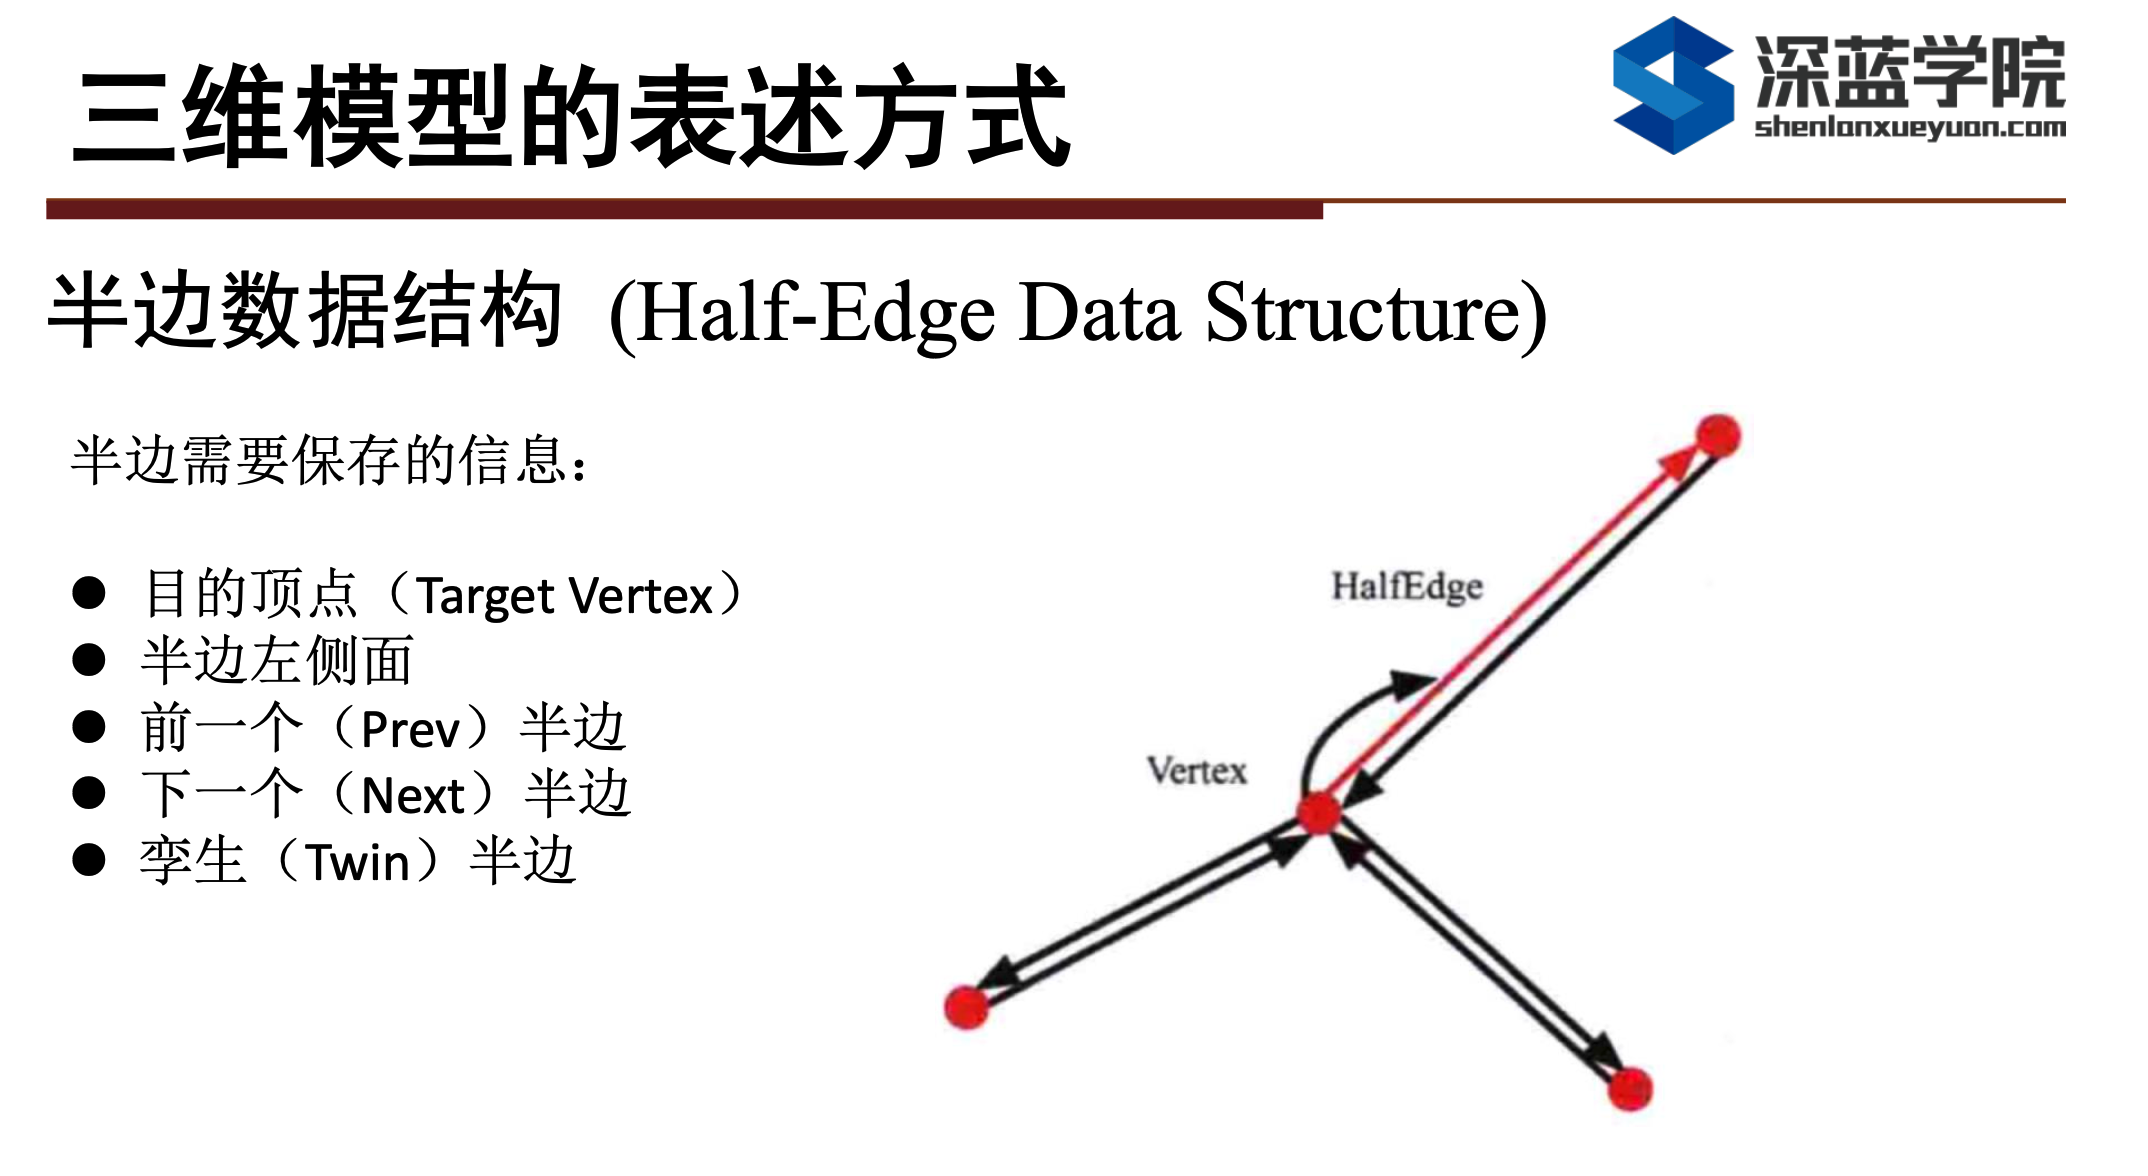 三维模型的表述方式
深蓝学院
shenlanxueyuan.com
半边数据结构 (Half-Edge Data Structure)
半边需要保存的信息：
● 目的顶点（Target Vertex）
● 半边左侧面
● 前一个（Prev）半边
● 下一个（Next）半边
● 孪生（Twin）半边
HalfEdge
Vertex